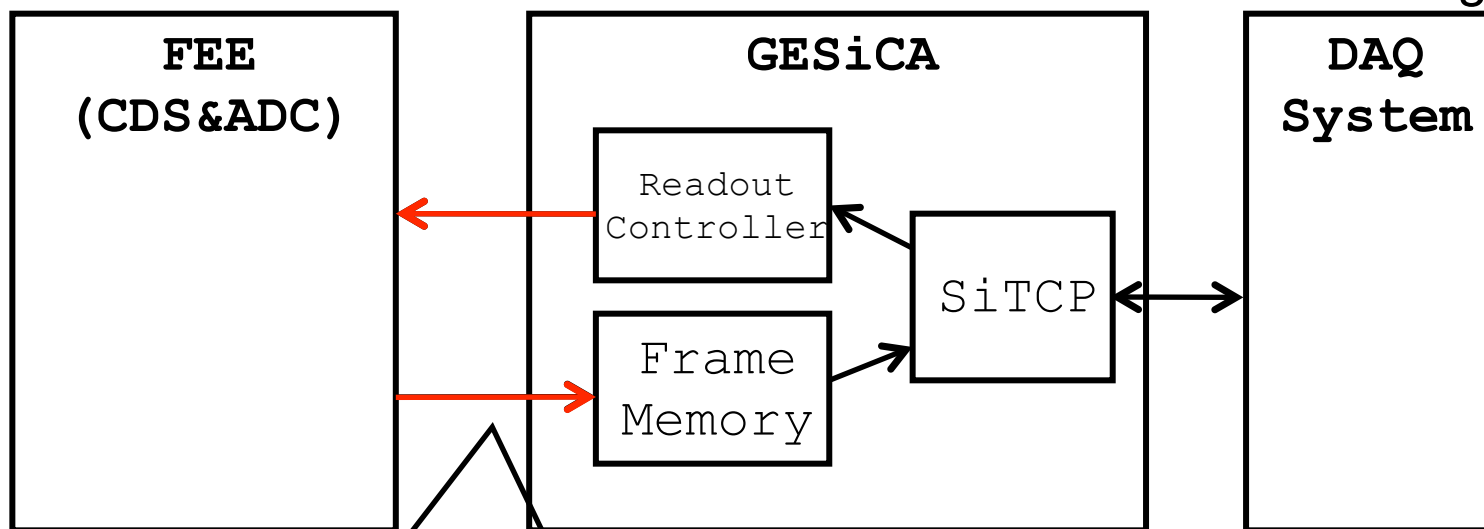 FEE
(CDS&ADC)
GESiCA
DAQ
System
Readout
Controller
SiTCP
Frame
Memory